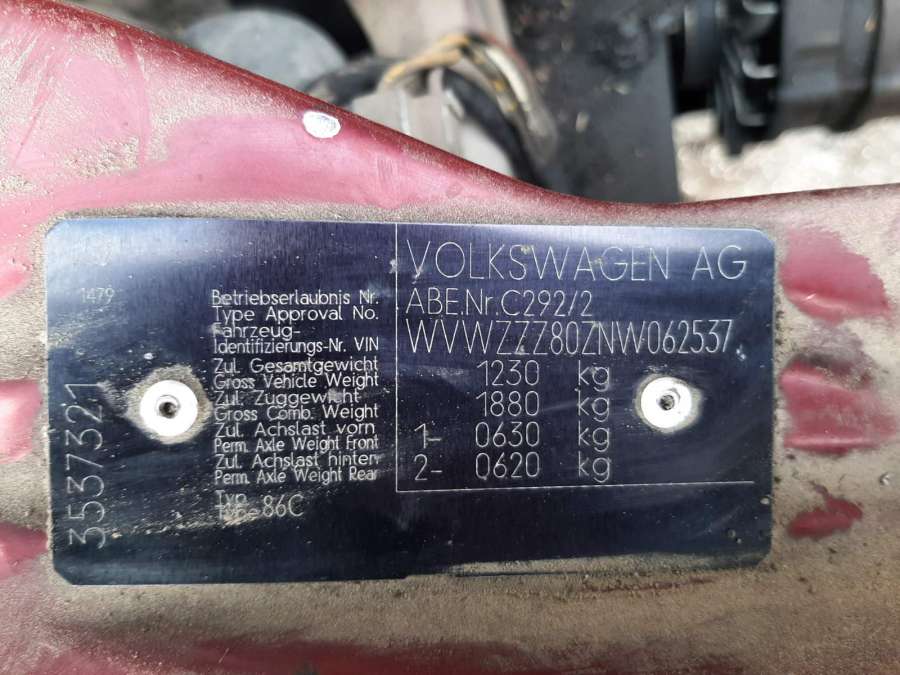 VOLKSWAGEN AG
1479
Betriebserlaubnis Nr.
Type Approval No.
ABE.Nr.C292/2
Fahrzeug-
Identifizierungs-Nr. VIN
WVWZZZ80ZNW062537
Zul. Gesamtgewicht
Gross Vehicle Weight
1230 kg
Zul. Zuggewicht
Gross Comb. Weight
1880 kg
Zul. Achslast vorn
Perm. Axle Weight Front
1- 0630 kg
Zul. Achslast hinten
Perm. Axle Weight Rear
2- 0620 kg
86C
3537321